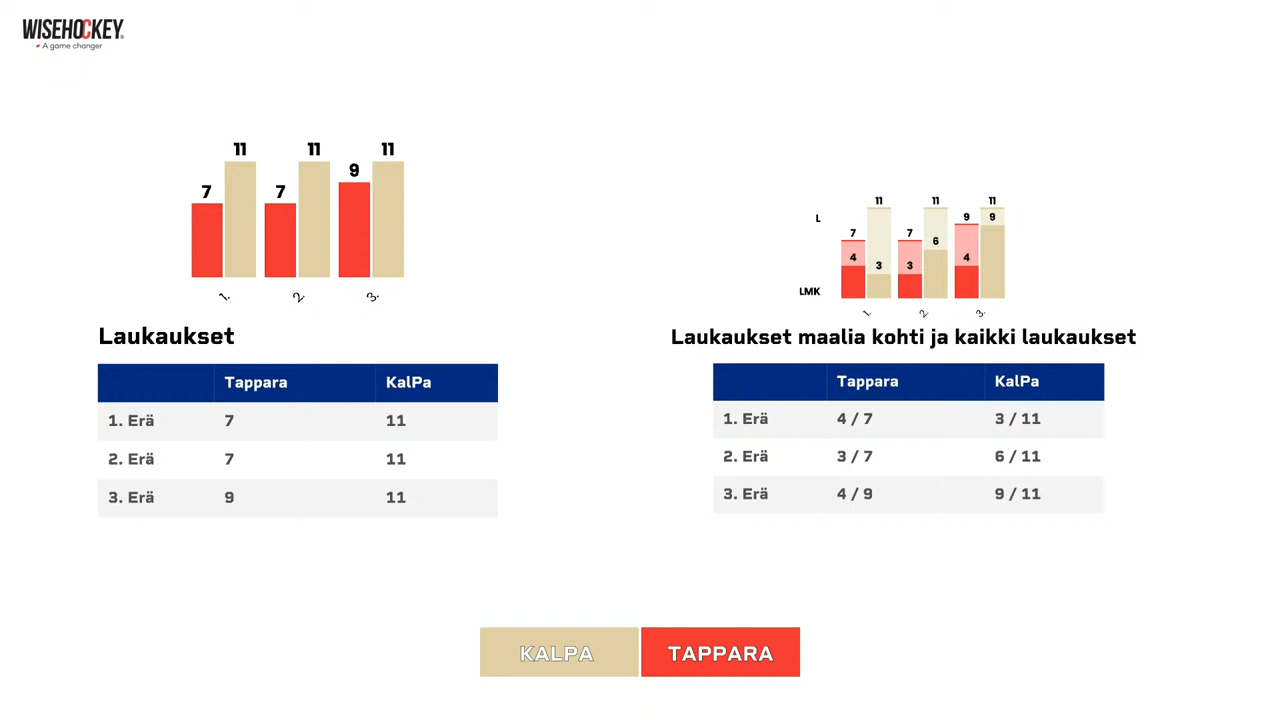 WISEHOCKEY
A game changer
11 11 11
7 7 9
1. 2. 3.
Laukaukset
Tappara KalPa
1. Erä 7 11
2. Erä 7 11
3. Erä 9 11
L
LMK
7 11 7 11 9 11
4 3 3 6 4 9
1. 2. 3.
Laukaukset maalia kohti ja kaikki laukaukset
Tappara KalPa
1. Erä 4 / 7 3 / 11
2. Erä 3 / 7 6 / 11
3. Erä 4 / 9 9 / 11
KALPA TAPPARA